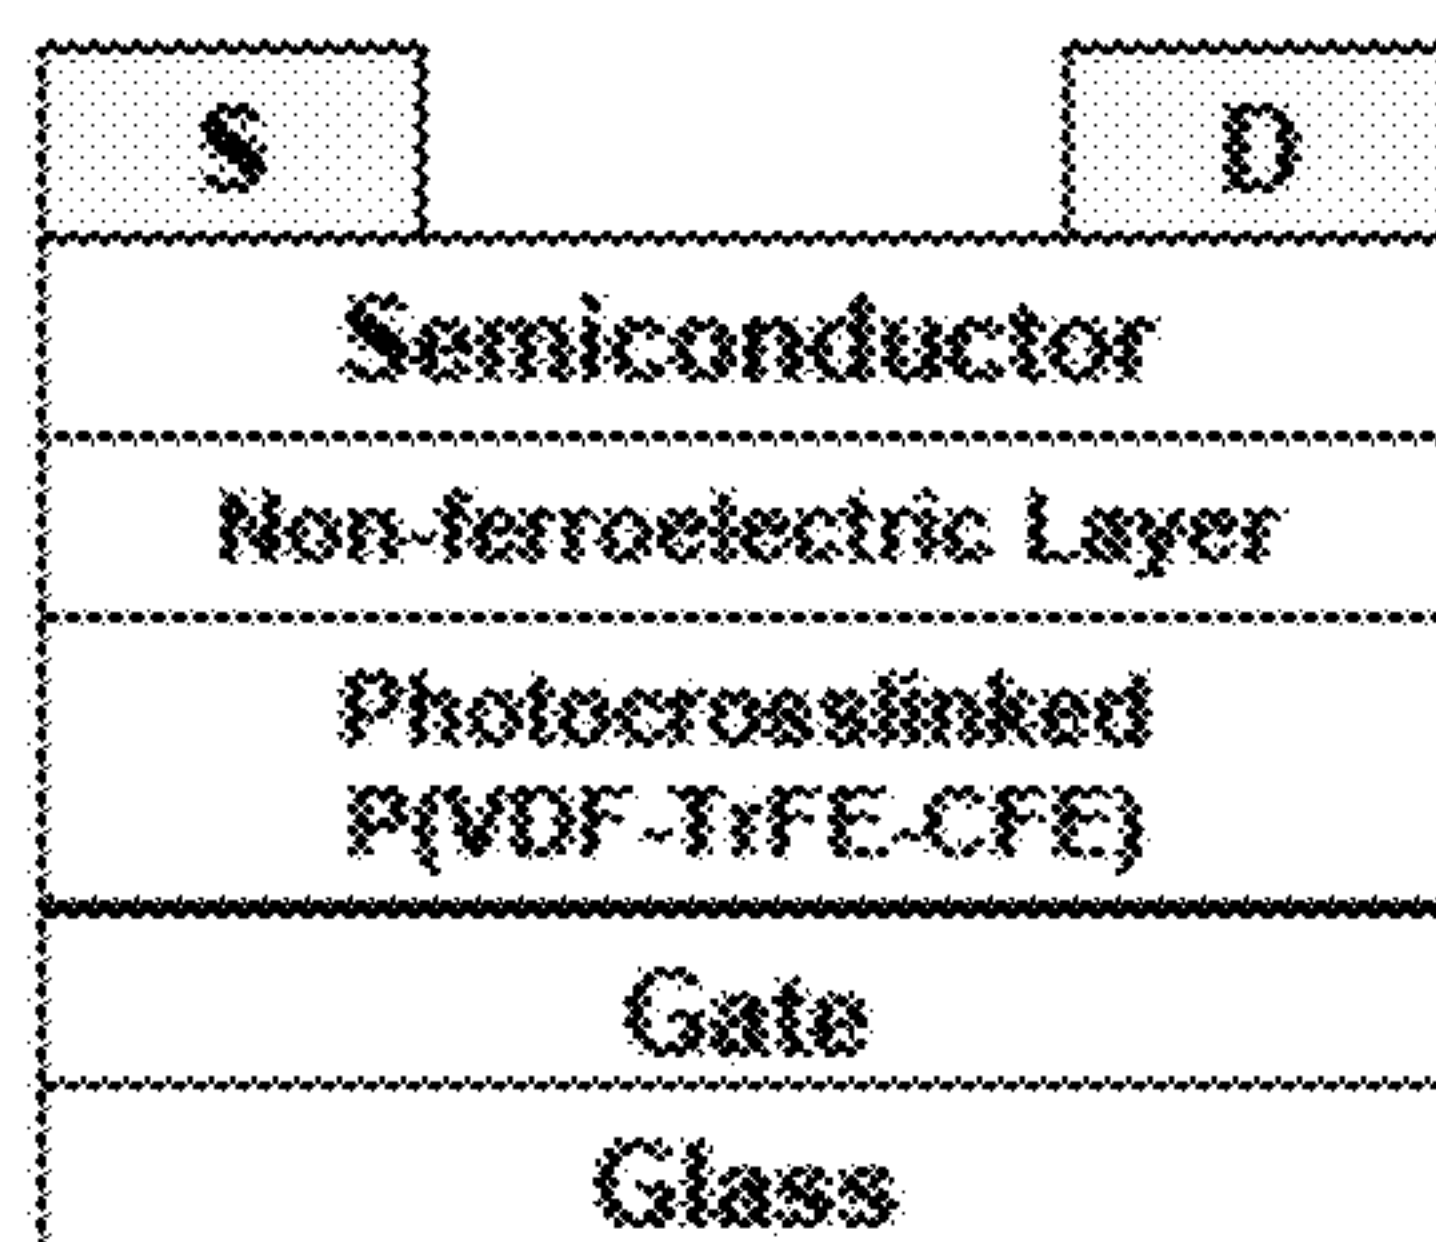 S
D
Semiconductor
Non-ferroelectric Layer
Photocrosslinked
P(VDF-TrFE-CFE)
Gate
Glass